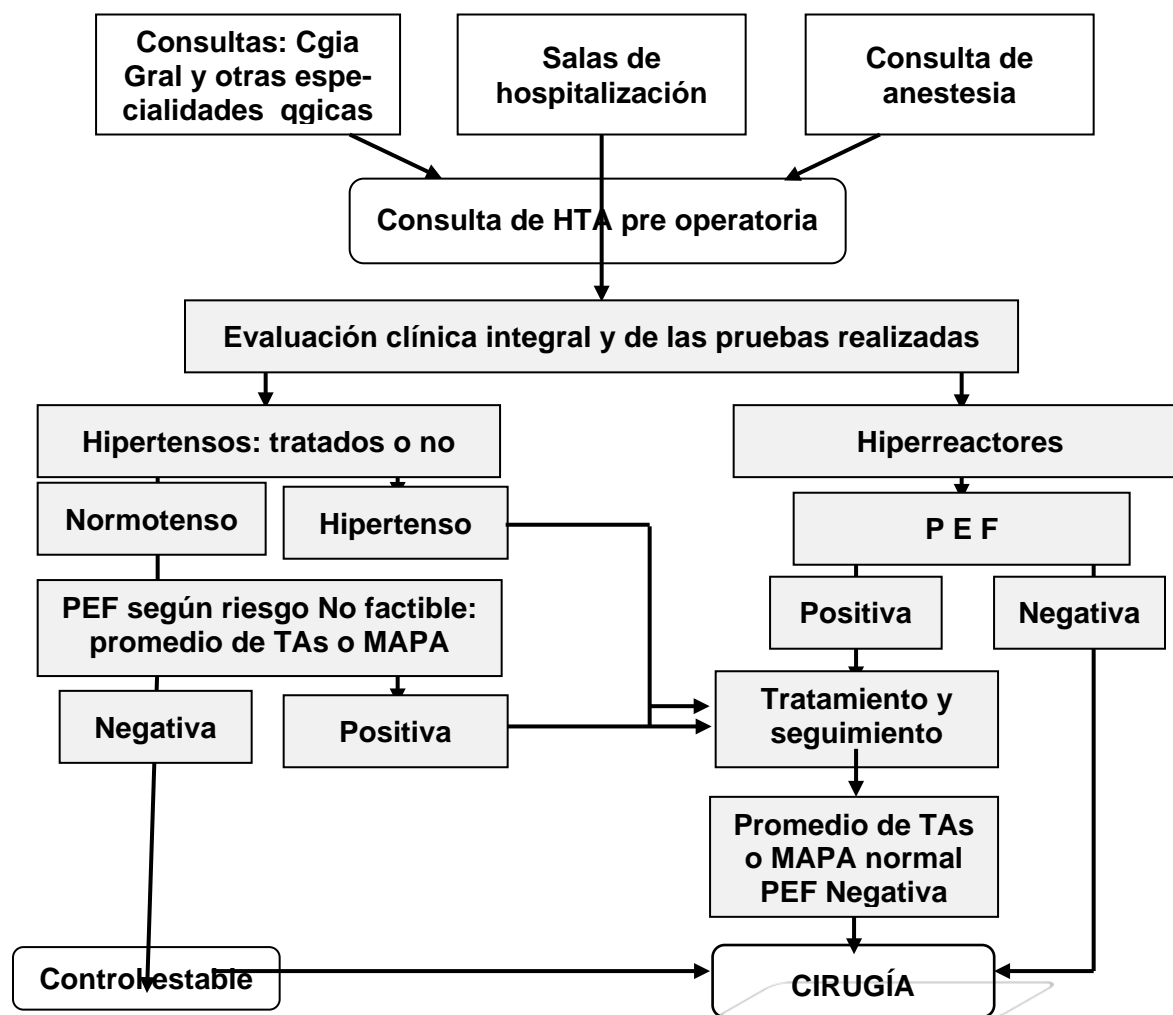 Consultas: Cgia
Gral y otras espe-
cialidades qgicas
Salas de
hospitalización
Consulta de
anestesia
Consulta de HTA pre operatoria
Evaluación clínica integral y de las pruebas realizadas
Hipertensos: tratados o no
Hiperreactores
Normotenso
Hipertenso
P E F
PEF según riesgo No factible:
promedio de TAs o MAPA
Positiva
Negativa
Negativa
Positiva
Tratamiento y
seguimiento
Promedio de TAs
o MAPA normal
PEF Negativa
Control estable
CIRUGÍA